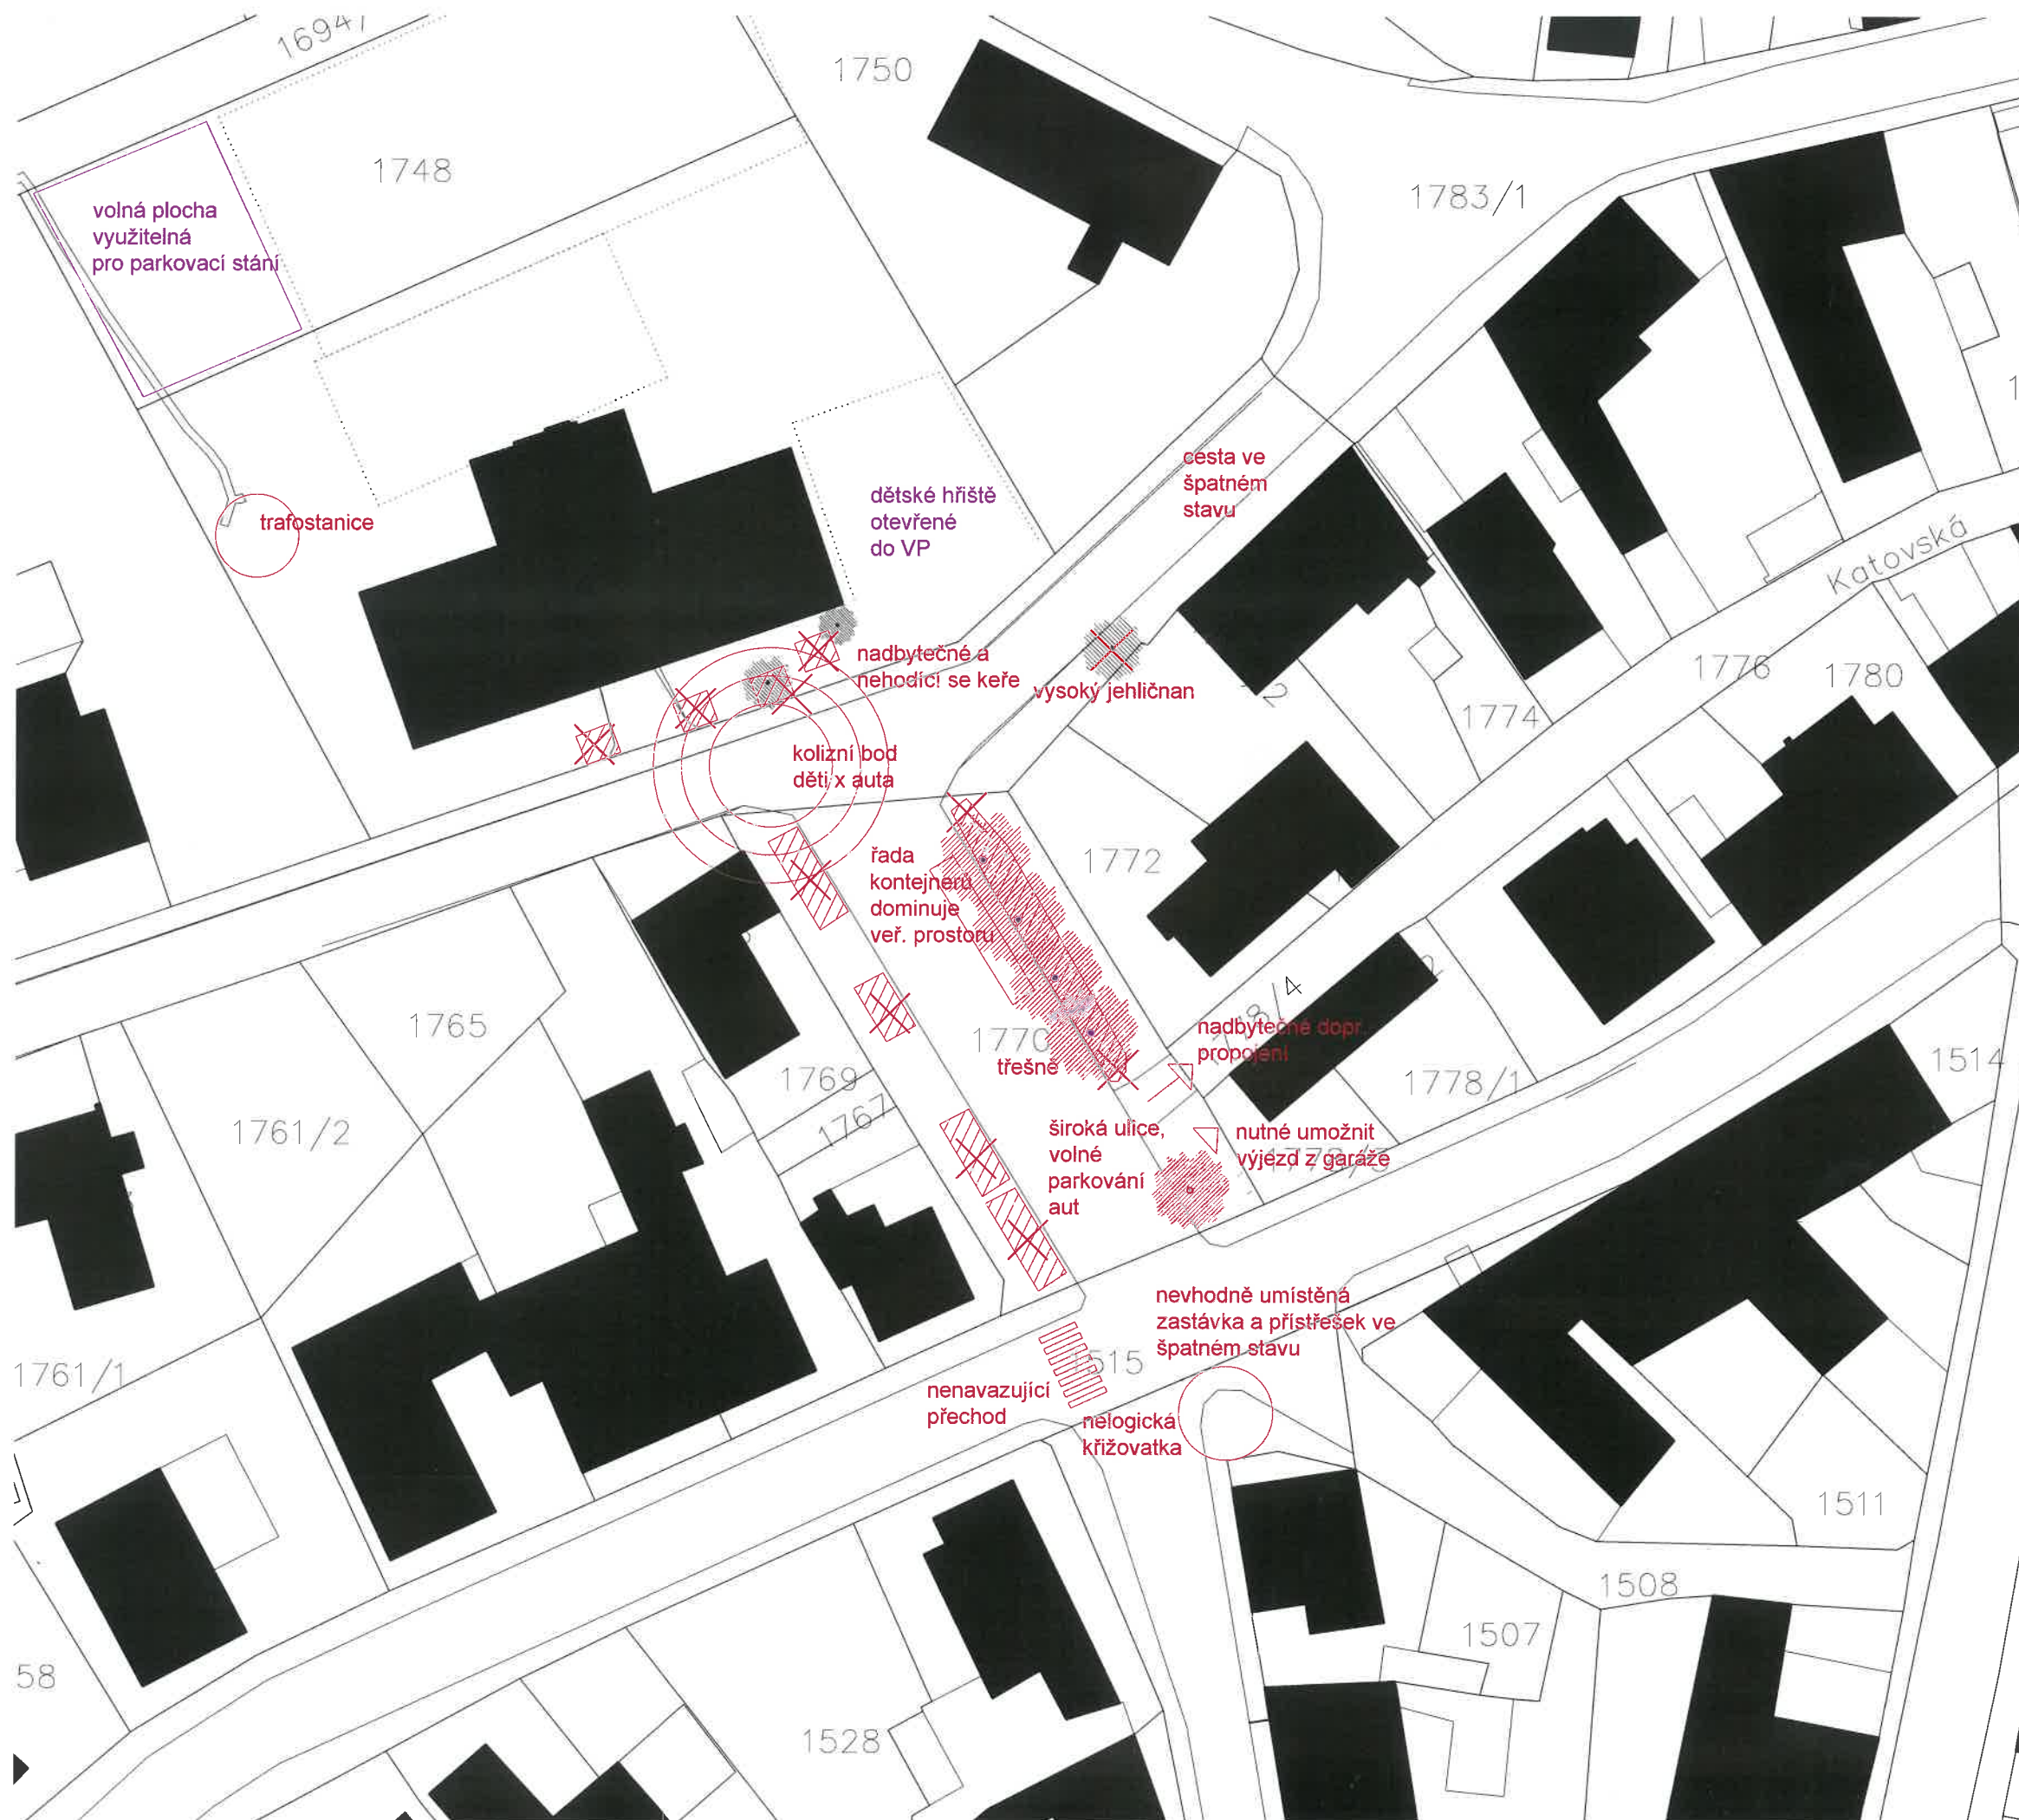 1694/
1750
1748
1783/1
volná plocha
využitelná
pro parkovací stání
cesta ve
špatném
stavu
dětské hřiště
otevřené
do VP
trafostanice
Katovská
nadbytečné a
nehodící se keře
vysoký jehličnan
1776
1780
1774
kolizní bod
děti x auta
řada
kontejnerů
dominuje
veř. prostoru
1772
1765
1770
třešně
nadbytečné dopr.
propojení
1769
1767
1778/1
1514
1761/2
široká ulice,
volné
parkování
aut
nutné umožnit
výjezd z garáže
nevhodně umístěná
zastávka a přístřešek ve
špatném stavu
1515
1761/1
nenavazující
přechod
nelogická
křižovatka
1511
1508
1507
58
1528